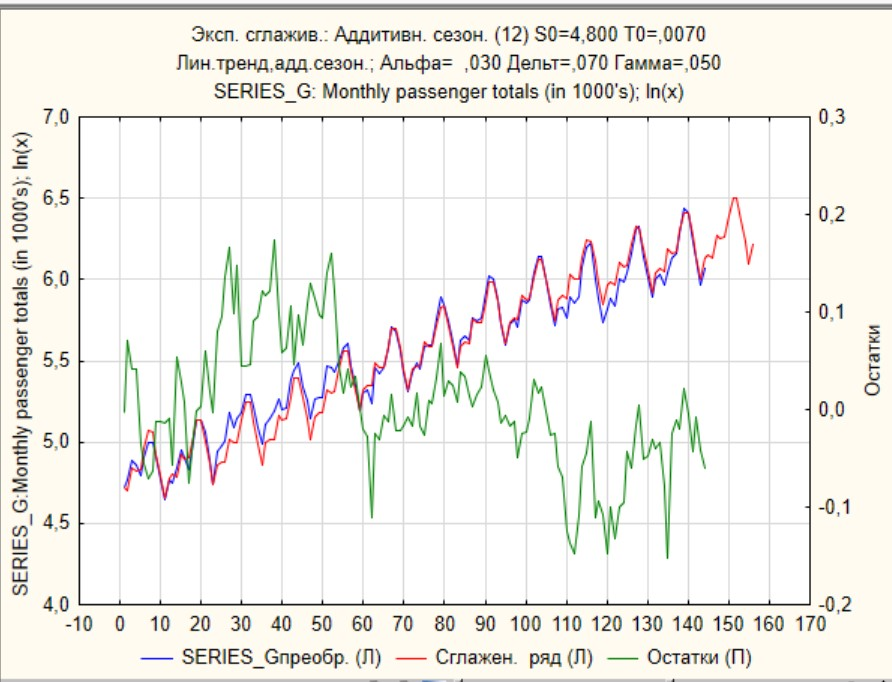 Эксп. сглажив.: Аддитивн. сезон. (12) S0=4,800 T0=,0070
Лин.тренд,адд.сезон.; Альфа= ,030 Дельт=,070 Гамма=,050
SERIES_G: Monthly passenger totals (in 1000's); ln(x)
SERIES_G:Monthly passenger totals (in 1000's); ln(x)
7,0
6,5
6,0
5,5
5,0
4,5
4,0
0,3
0,2
0,1
0,0
-0,1
-0,2
Остатки
-10 0 10 20 30 40 50 60 70 80 90 100 110 120 130 140 150 160 170
SERIES_Gпреобр. (Л) Сглажен. ряд (Л) Остатки (П)